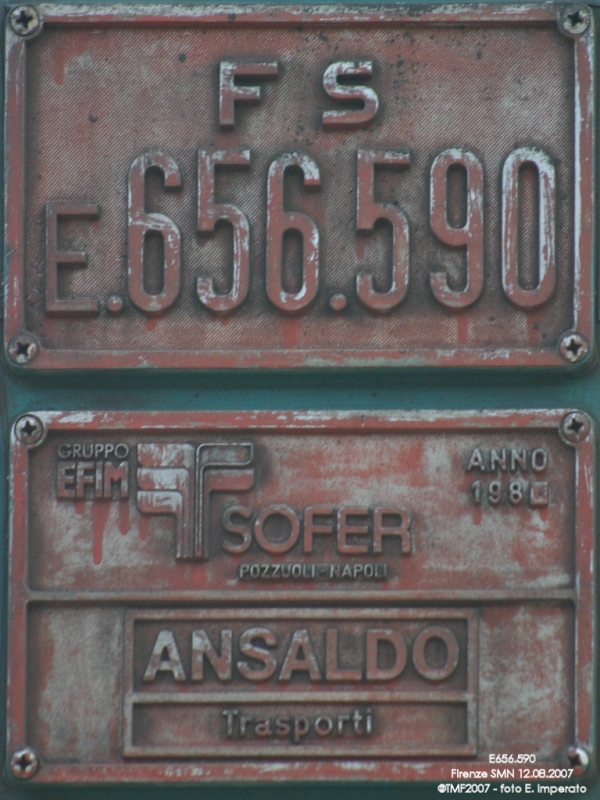 FS
E.656.590
GRUPPO
EFIM
SOFER
POZZUOLI - NAPOLI
ANNO
ANSALDO
Trasporti
E656.590
Firenze SMN 12.08.2007
©TMF2007 - foto E. Imperato